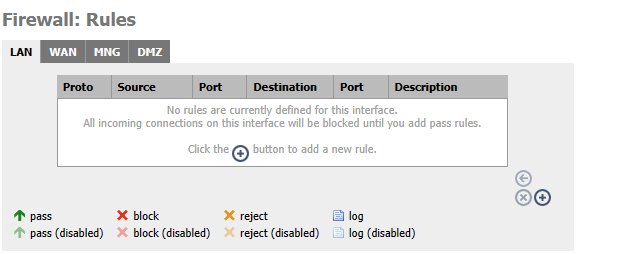 Firewall: Rules
LAN WAN MNG DMZ
Proto Source Port Destination Port Description
No rules are currently defined for this interface.
All incoming connections on this interface will be blocked until you add pass rules.
Click the button to add a new rule.
pass block reject log
pass (disabled) block (disabled) reject (disabled) log (disabled)